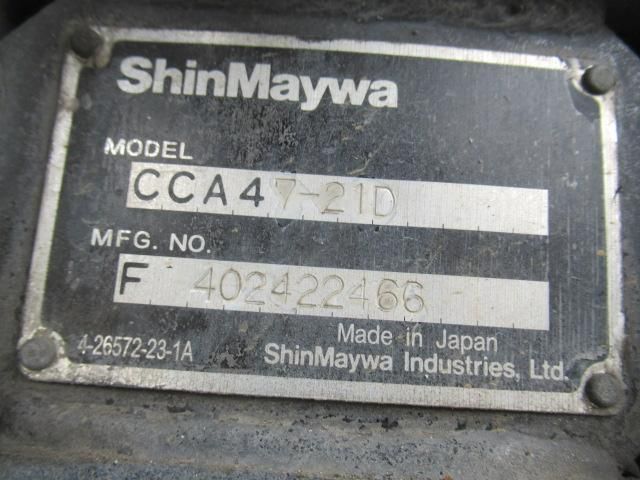 ShinMaywa
MODEL
CCA47-21D
MFG. NO.
F 402422466
Made in Japan
4-26572-23-1A
ShinMaywa Industries, Ltd.